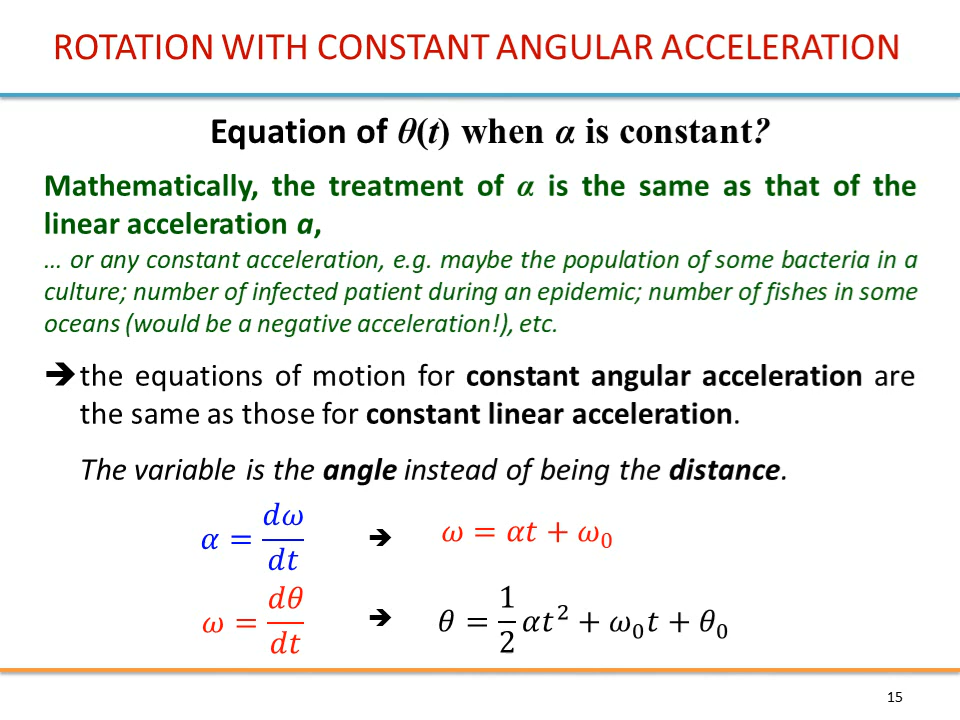 ROTATION WITH CONSTANT ANGULAR ACCELERATION
Equation of θ(t) when α is constant?
Mathematically, the treatment of α is the same as that of the
linear acceleration a,
... or any constant acceleration, e.g. maybe the population of some bacteria in a
culture; number of infected patient during an epidemic; number of fishes in some
oceans (would be a negative acceleration!), etc.
➔ the equations of motion for constant angular acceleration are
the same as those for constant linear acceleration.
The variable is the angle instead of being the distance.
α = dω/dt ➔ ω = αt + ω₀
ω = dθ/dt ➔ θ = 1/2 αt² + ω₀t + θ₀
15